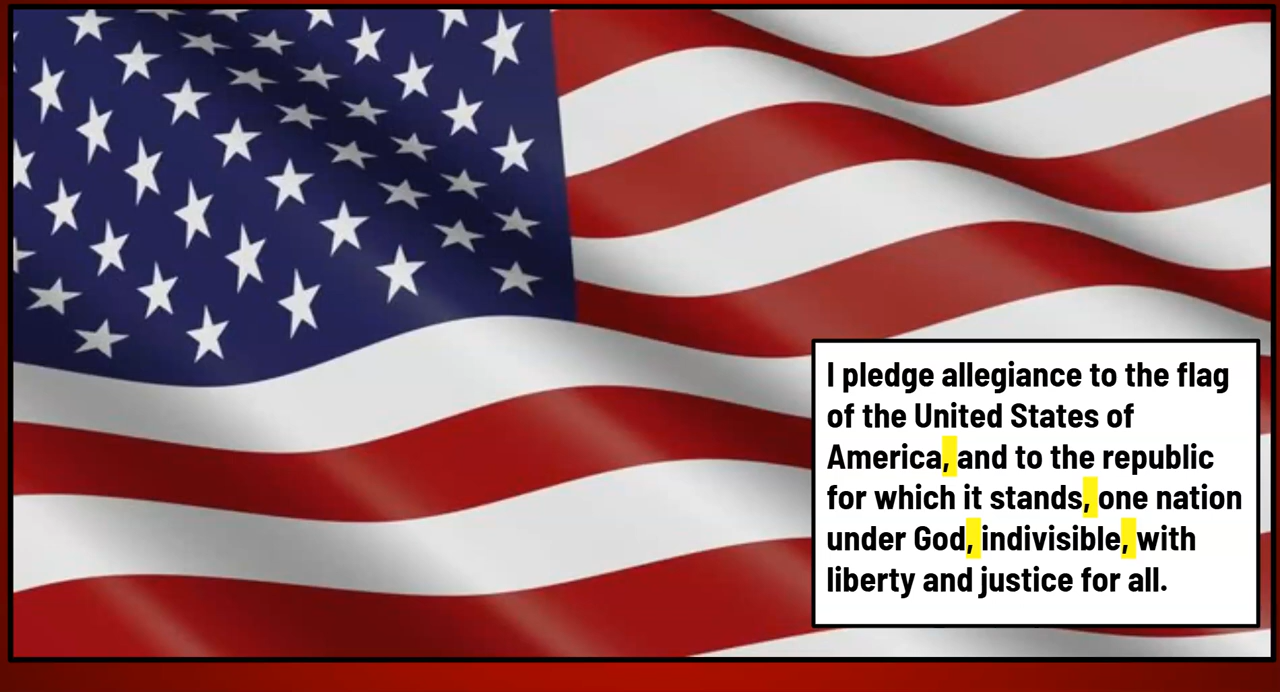 I pledge allegiance to the flag
of the United States of
America, and to the republic
for which it stands, one nation
under God, indivisible, with
liberty and justice for all.